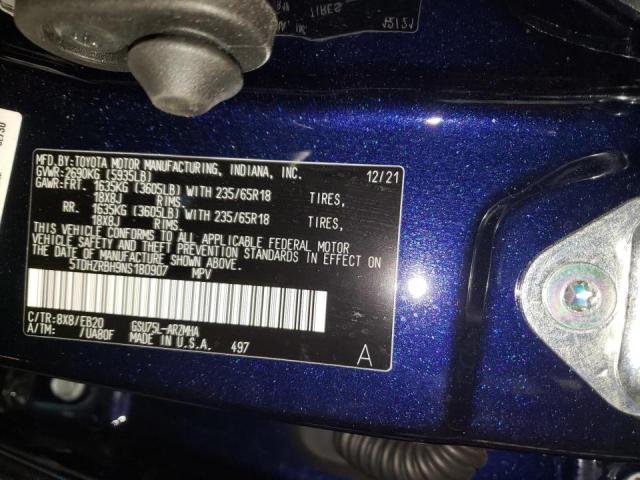 MFD.BY:TOYOTA MOTOR MANUFACTURING, INDIANA, INC. 12/21
GVWR:2690KG (5935LB)
GAWR:FRT. 1635KG (3605LB) WITH 235/65R18 TIRES,
18X8J RIMS.
RR. 1635KG (3605LB) WITH 235/65R18 TIRES,
18X8J RIMS.
THIS VEHICLE CONFORMS TO ALL APPLICABLE FEDERAL MOTOR
VEHICLE SAFETY AND THEFT PREVENTION STANDARDS IN EFFECT ON
THE DATE OF MANUFACTURE SHOWN ABOVE.
5TDHZRBH9NS180907 MPV
C/TR:8X8/EB20 GSU75L-ARZMHA
A/TM: /UA80F MADE IN U.S.A. 497
A
TIRES
12/21